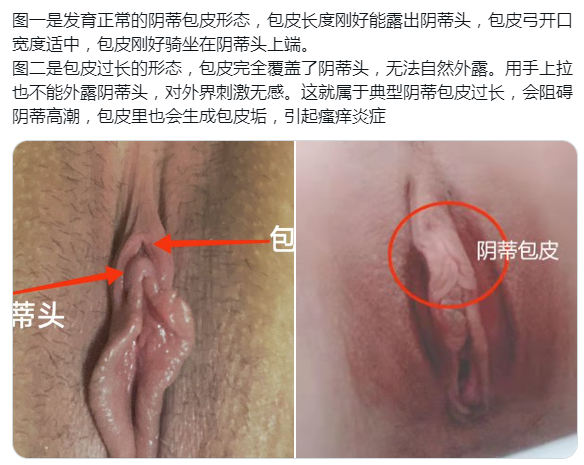 图一是发育正常的阴蒂包皮形态，包皮长度刚好能露出阴蒂头，包皮弓开口
宽度适中，包皮刚好骑坐在阴蒂头上端。
图二是包皮过长的形态，包皮完全覆盖了阴蒂头，无法自然外露。用手上拉
也不能外露阴蒂头，对外界刺激无感。这就属于典型阴蒂包皮过长，会阻碍
阴蒂高潮，包皮里也会生成包皮垢，引起瘙痒炎症
包
阴蒂包皮
蒂头